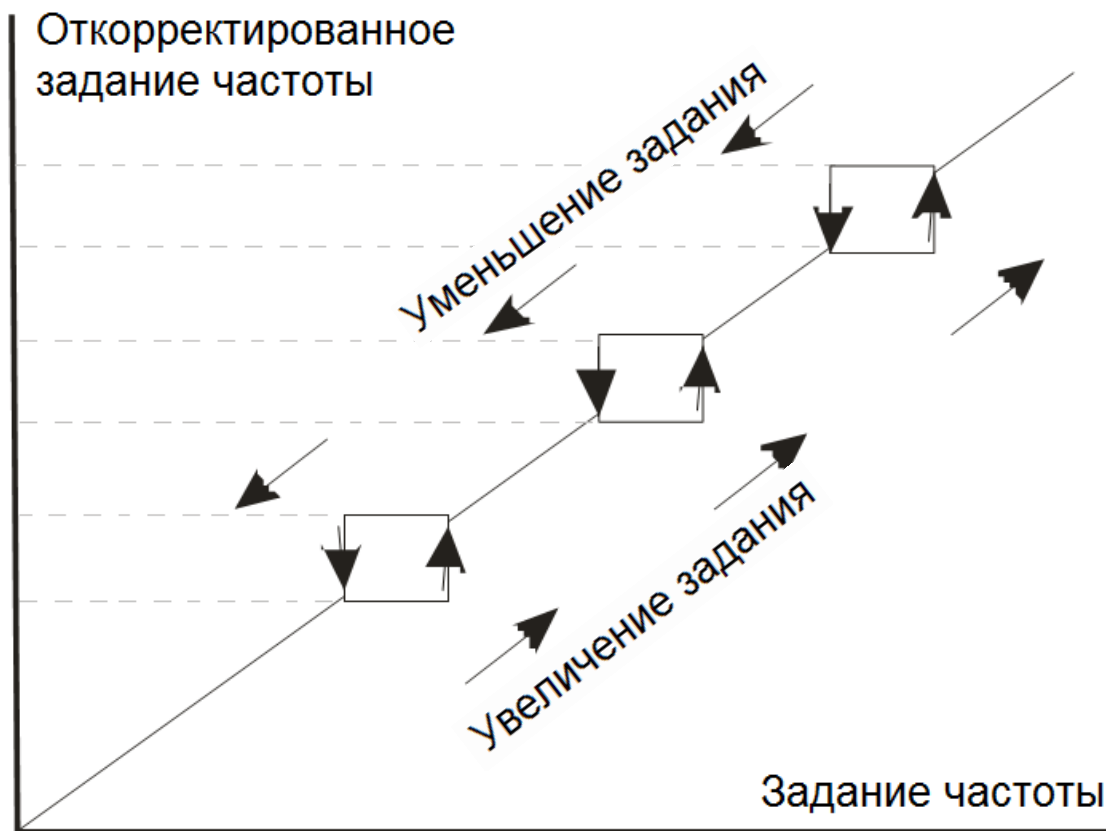 Откорректированное
задание частоты
Уменьшение задания
Увеличение задания
Задание частоты